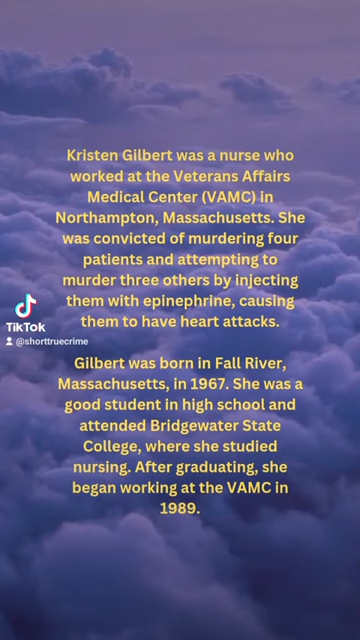 Kristen Gilbert was a nurse who
worked at the Veterans Affairs
Medical Center (VAMC) in
Northampton, Massachusetts. She
was convicted of murdering four
patients and attempting to
murder three others by injecting
them with epinephrine, causing
them to have heart attacks.
TikTok
@shorttruecrime
Gilbert was born in Fall River,
Massachusetts, in 1967. She was a
good student in high school and
attended Bridgewater State
College, where she studied
nursing. After graduating, she
began working at the VAMC in
1989.